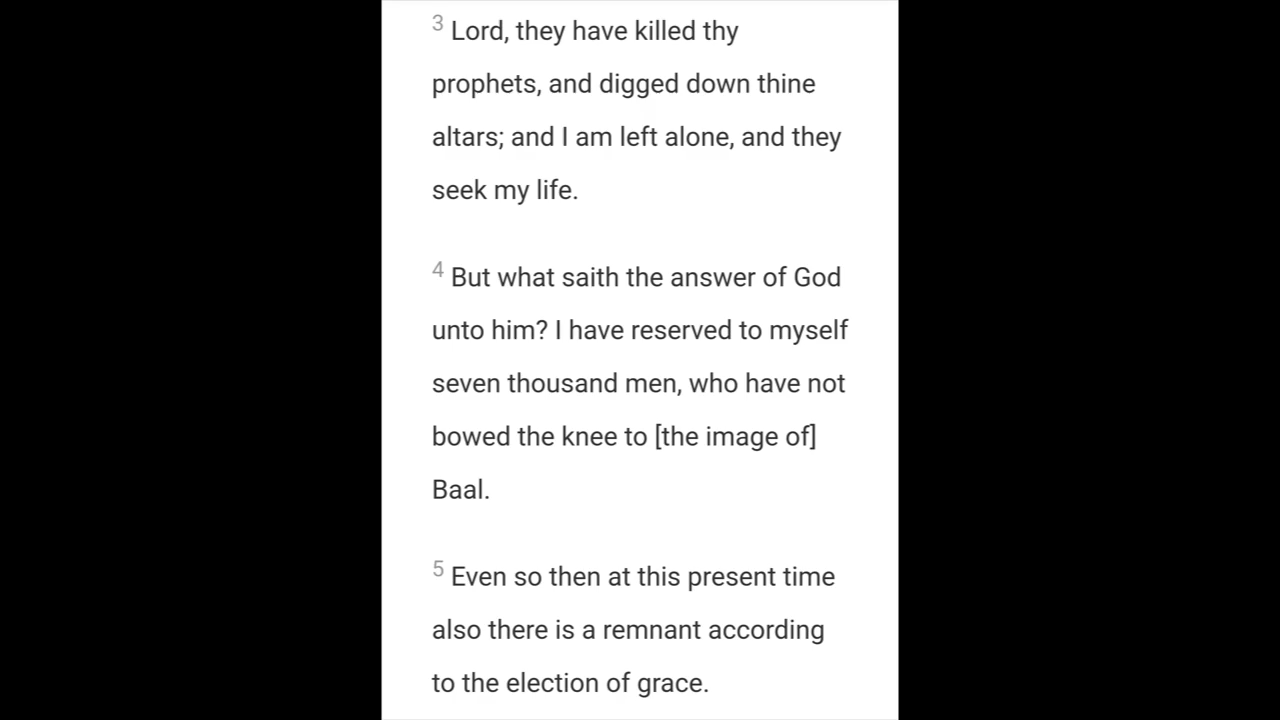 3 Lord, they have killed thy
prophets, and digged down thine
altars; and I am left alone, and they
seek my life.
4 But what saith the answer of God
unto him? I have reserved to myself
seven thousand men, who have not
bowed the knee to [the image of]
Baal.
5 Even so then at this present time
also there is a remnant according
to the election of grace.